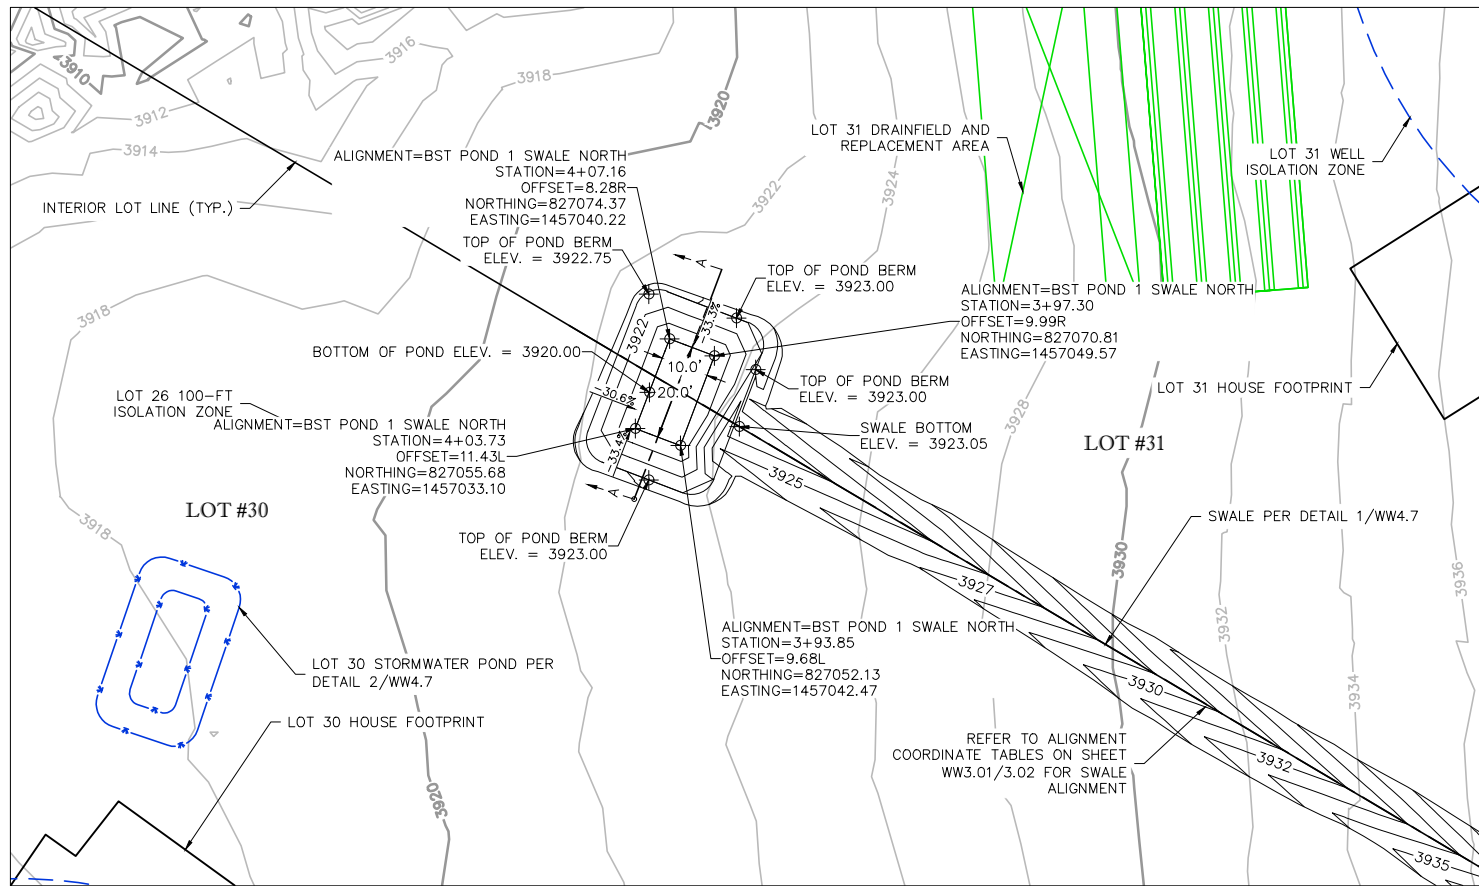 3916
3910
3918
3920
3912
3914
LOT 31 DRAINFIELD AND
REPLACEMENT AREA
LOT 31 WELL
ISOLATION ZONE
ALIGNMENT=BST POND 1 SWALE NORTH
STATION=4+07.16
OFFSET=8.28R
NORTHING=827074.37
EASTING=1457040.22
3922
3924
INTERIOR LOT LINE (TYP.)
TOP OF POND BERM
ELEV. = 3922.75
A
TOP OF POND BERM
ELEV. = 3923.00
ALIGNMENT=BST POND 1 SWALE NORTH
STATION=3+97.30
OFFSET=9.99R
NORTHING=827070.81
EASTING=1457049.57
3918
3922
-33.3%
BOTTOM OF POND ELEV. = 3920.00
10.0'
20.0'
-30.6%
TOP OF POND BERM
ELEV. = 3923.00
LOT 31 HOUSE FOOTPRINT
LOT 26 100-FT
ISOLATION ZONE
ALIGNMENT=BST POND 1 SWALE NORTH
STATION=4+03.73
OFFSET=11.43L
NORTHING=827055.68
EASTING=1457033.10
-33.4%
SWALE BOTTOM
ELEV. = 3923.05
3928
LOT #31
3925
A
LOT #30
3918
SWALE PER DETAIL 1/WW4.7
TOP OF POND BERM
ELEV. = 3923.00
3930
3927
3936
3932
ALIGNMENT=BST POND 1 SWALE NORTH
STATION=3+93.85
OFFSET=9.68L
NORTHING=827052.13
EASTING=1457042.47
LOT 30 STORMWATER POND PER
DETAIL 2/WW4.7
3930
3934
LOT 30 HOUSE FOOTPRINT
REFER TO ALIGNMENT
COORDINATE TABLES ON SHEET
WW3.01/3.02 FOR SWALE
ALIGNMENT
3932
3920
3935